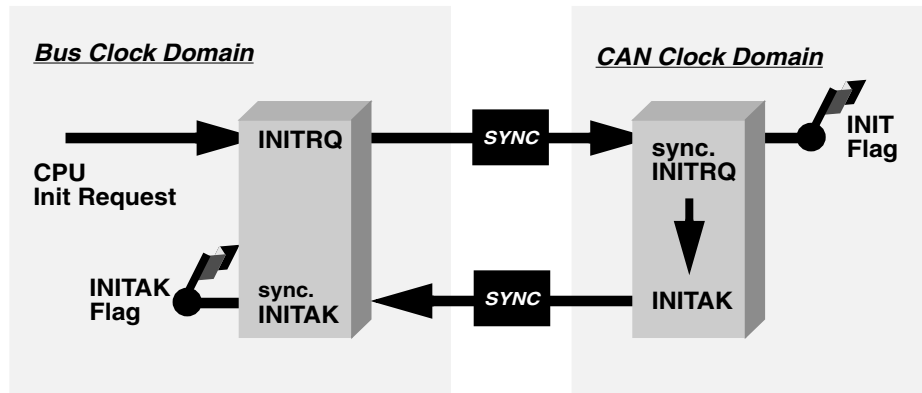 Bus Clock Domain
CAN Clock Domain
CPU
Init Request
INITRQ
SYNC
sync.
INITRQ
INIT
Flag
INITAK
Flag
sync.
INITAK
SYNC
INITAK